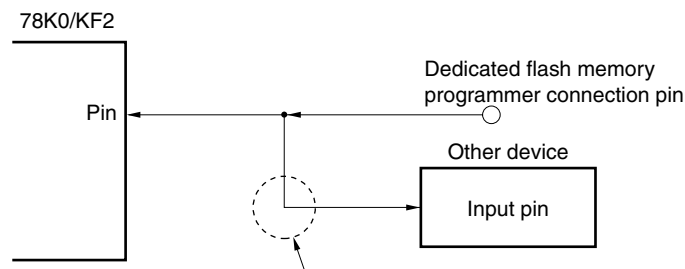 78K0/KF2
Dedicated flash memory
programmer connection pin
Pin
Other device
Input pin